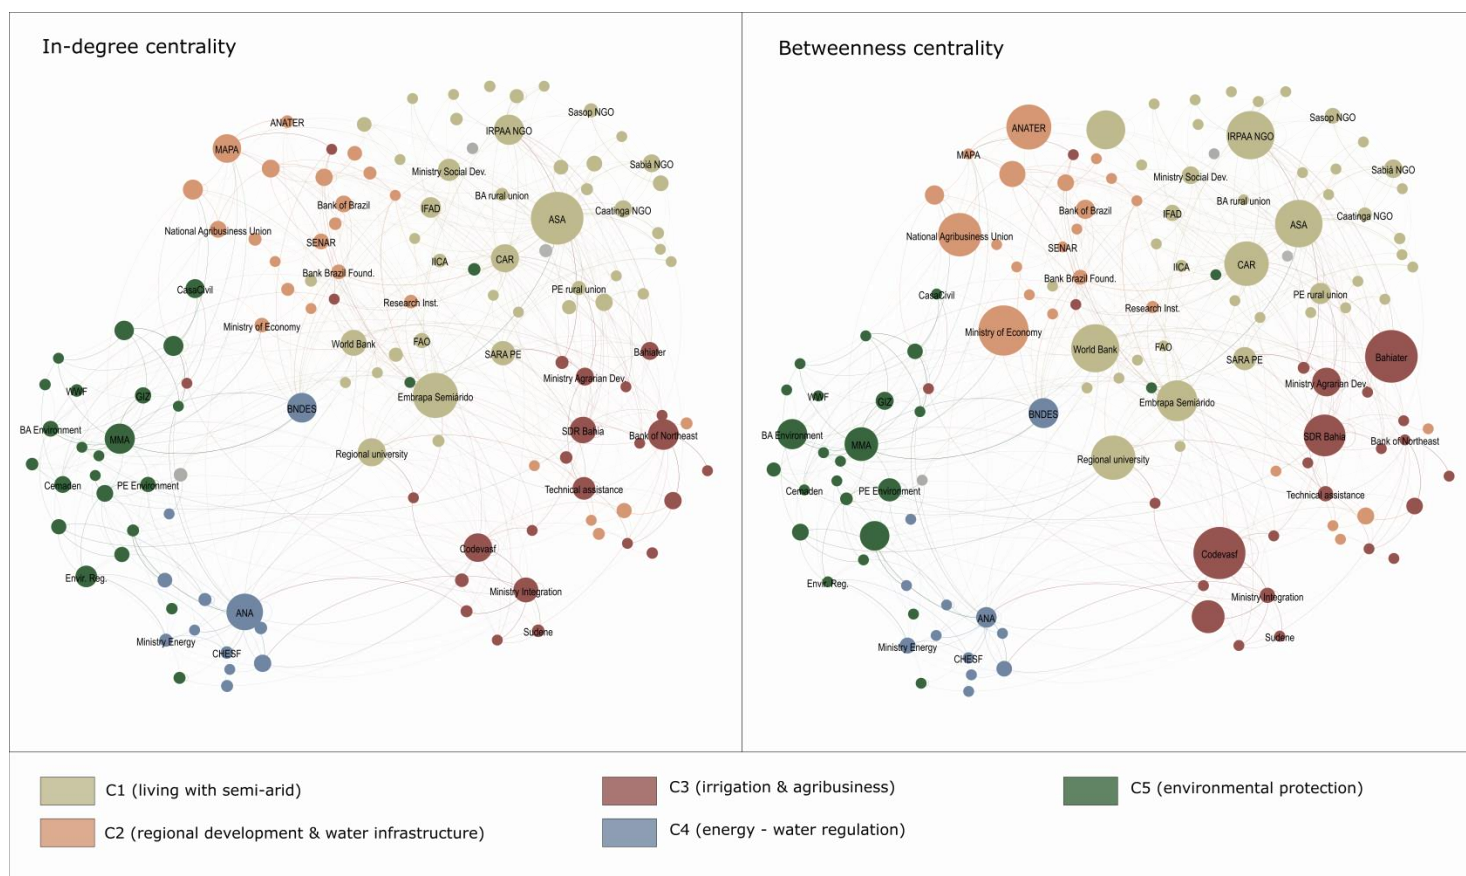 In-degree centrality
ANATER
MAPA
Sasop NGO
IRPAA NGO
Ministry Social Dev.
Sabiá NGO
BA rural union
Bank of Brazil
IFAD
ASA
Caatinga NGO
National Agribusiness Union
SENAR
IICA
CAR
Bank Brazil Found.
CasaCivil
PE rural union
Research Inst.
Ministry of Economy
World Bank
FAO
SARA PE
Bahiater
Ministry Agrarian Dev.
WWF
GIZ
Embrapa Semiárido
BNDES
BA Environment
MMA
SDR Bahia
Bank of Northeast
Regional university
Cemaden
PE Environment
Technical assistance
Codevasf
Envir. Reg.
Ministry Integration
ANA
Sudene
Ministry Energy
CHESF
Betweenness centrality
ANATER
MAPA
Sasop NGO
IRPAA NGO
Ministry Social Dev.
Sabiá NGO
BA rural union
Bank of Brazil
IFAD
ASA
Caatinga NGO
National Agribusiness Union
SENAR
IICA
CAR
Bank Brazil Found.
CasaCivil
PE rural union
Research Inst.
Ministry of Economy
World Bank
FAO
SARA PE
Bahiater
Ministry Agrarian Dev.
WWF
GIZ
Embrapa Semiárido
BNDES
BA Environment
MMA
SDR Bahia
Bank of Northeast
Regional university
Cemaden
PE Environment
Technical assistance
Codevasf
Envir. Reg.
Ministry Integration
ANA
Sudene
Ministry Energy
CHESF
C1 (living with semi-arid)
C2 (regional development & water infrastructure)
C3 (irrigation & agribusiness)
C4 (energy - water regulation)
C5 (environmental protection)